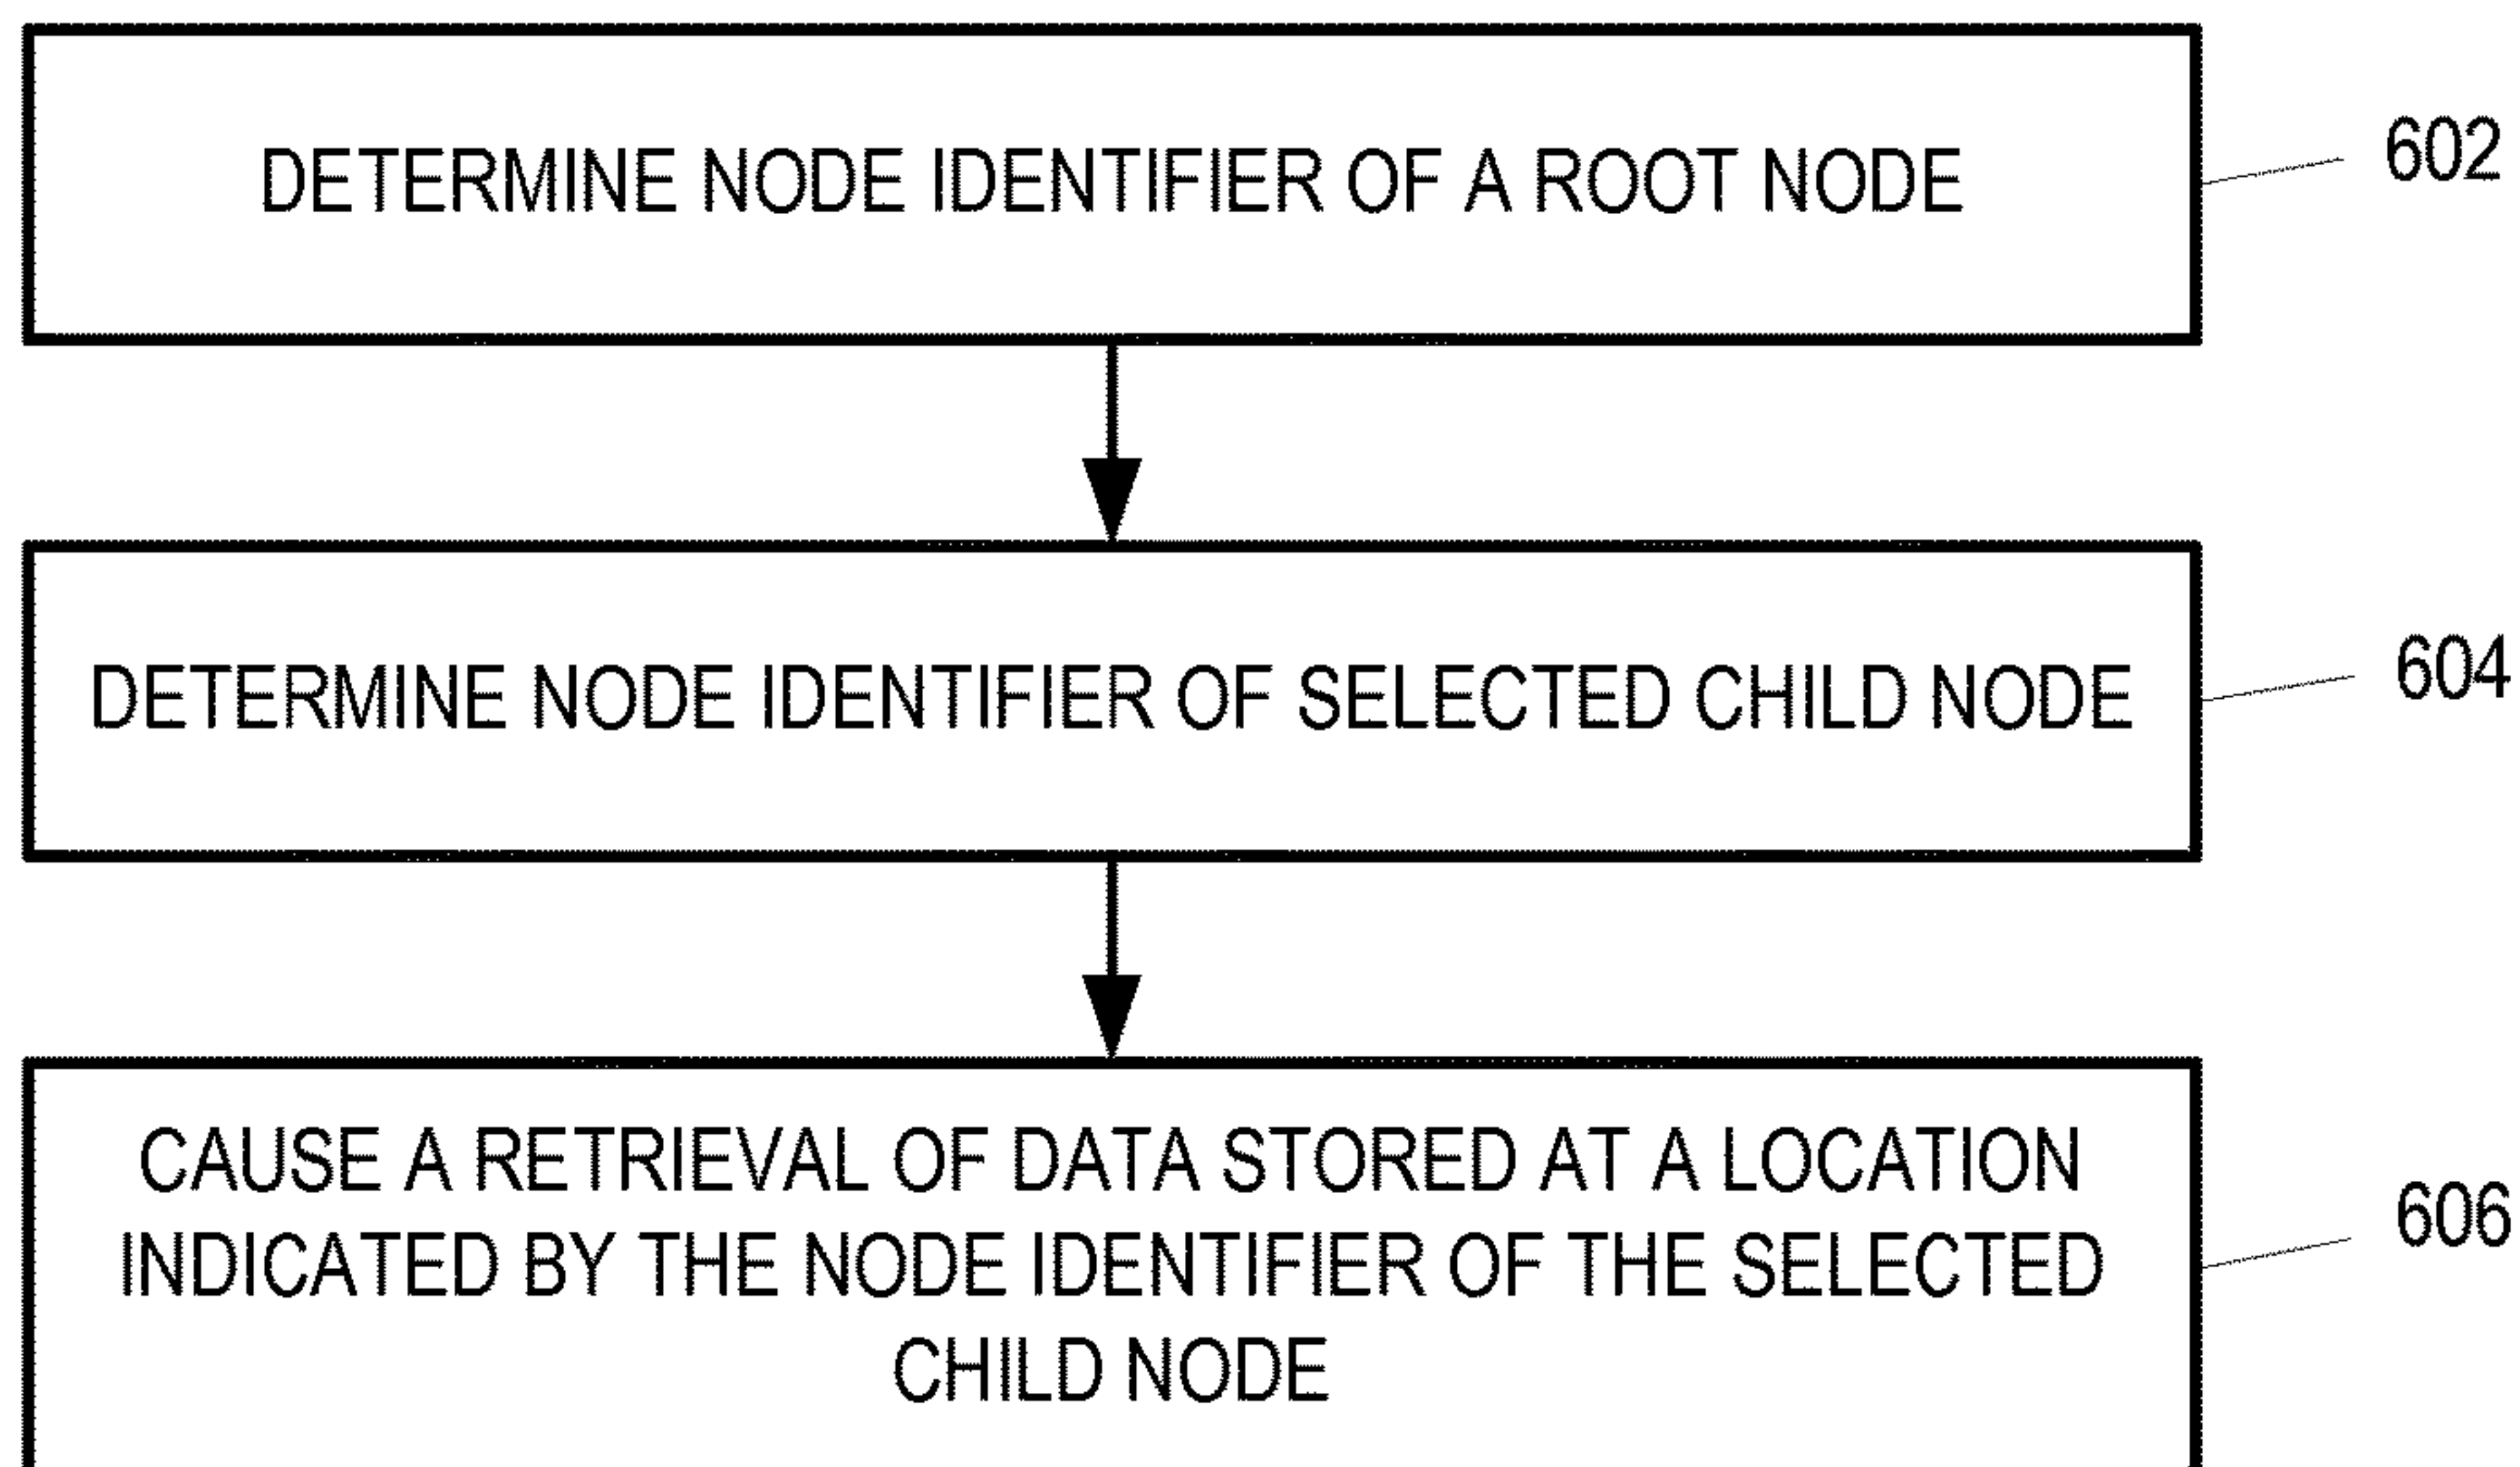 DETERMINE NODE IDENTIFIER OF A ROOT NODE
602
DETERMINE NODE IDENTIFIER OF SELECTED CHILD NODE
604
CAUSE A RETRIEVAL OF DATA STORED AT A LOCATION
INDICATED BY THE NODE IDENTIFIER OF THE SELECTED
CHILD NODE
606